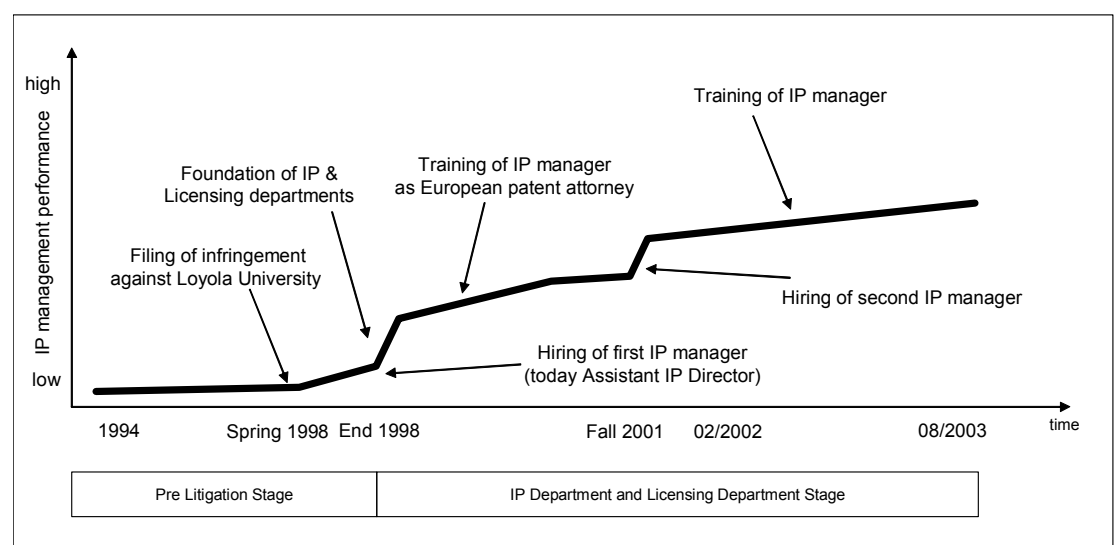 high
Training of IP manager
IP management performance
Foundation of IP &
Licensing departments
Training of IP manager
as European patent attorney
Filing of infringement
against Loyola University
Hiring of second IP manager
Hiring of first IP manager
(today Assistant IP Director)
low
1994
Spring 1998
End 1998
Fall 2001
02/2002
08/2003
time
Pre Litigation Stage
IP Department and Licensing Department Stage